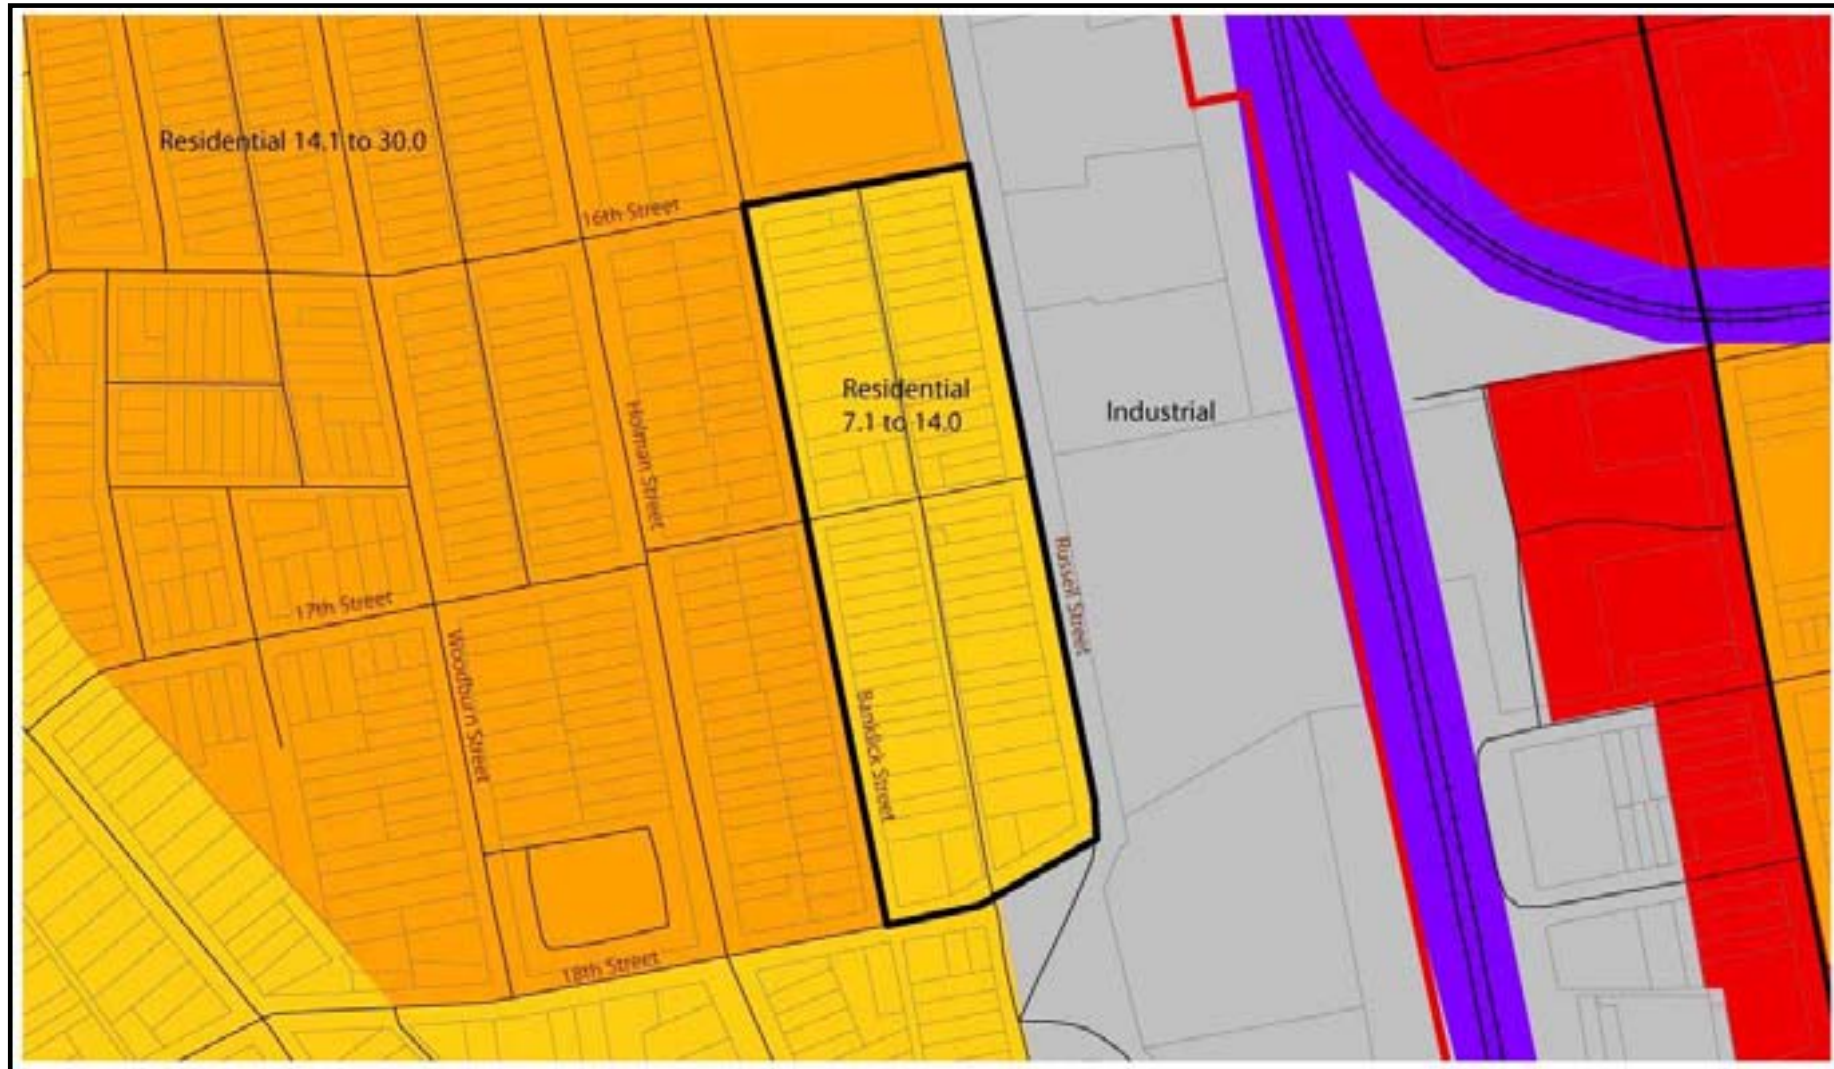 Residential 14.1 to 30.0
16th Street
Residential
7.1 to 14.0
Industrial
Holman Street
Russell Street
17th Street
Woodburn Street
Banklick Street
18th Street